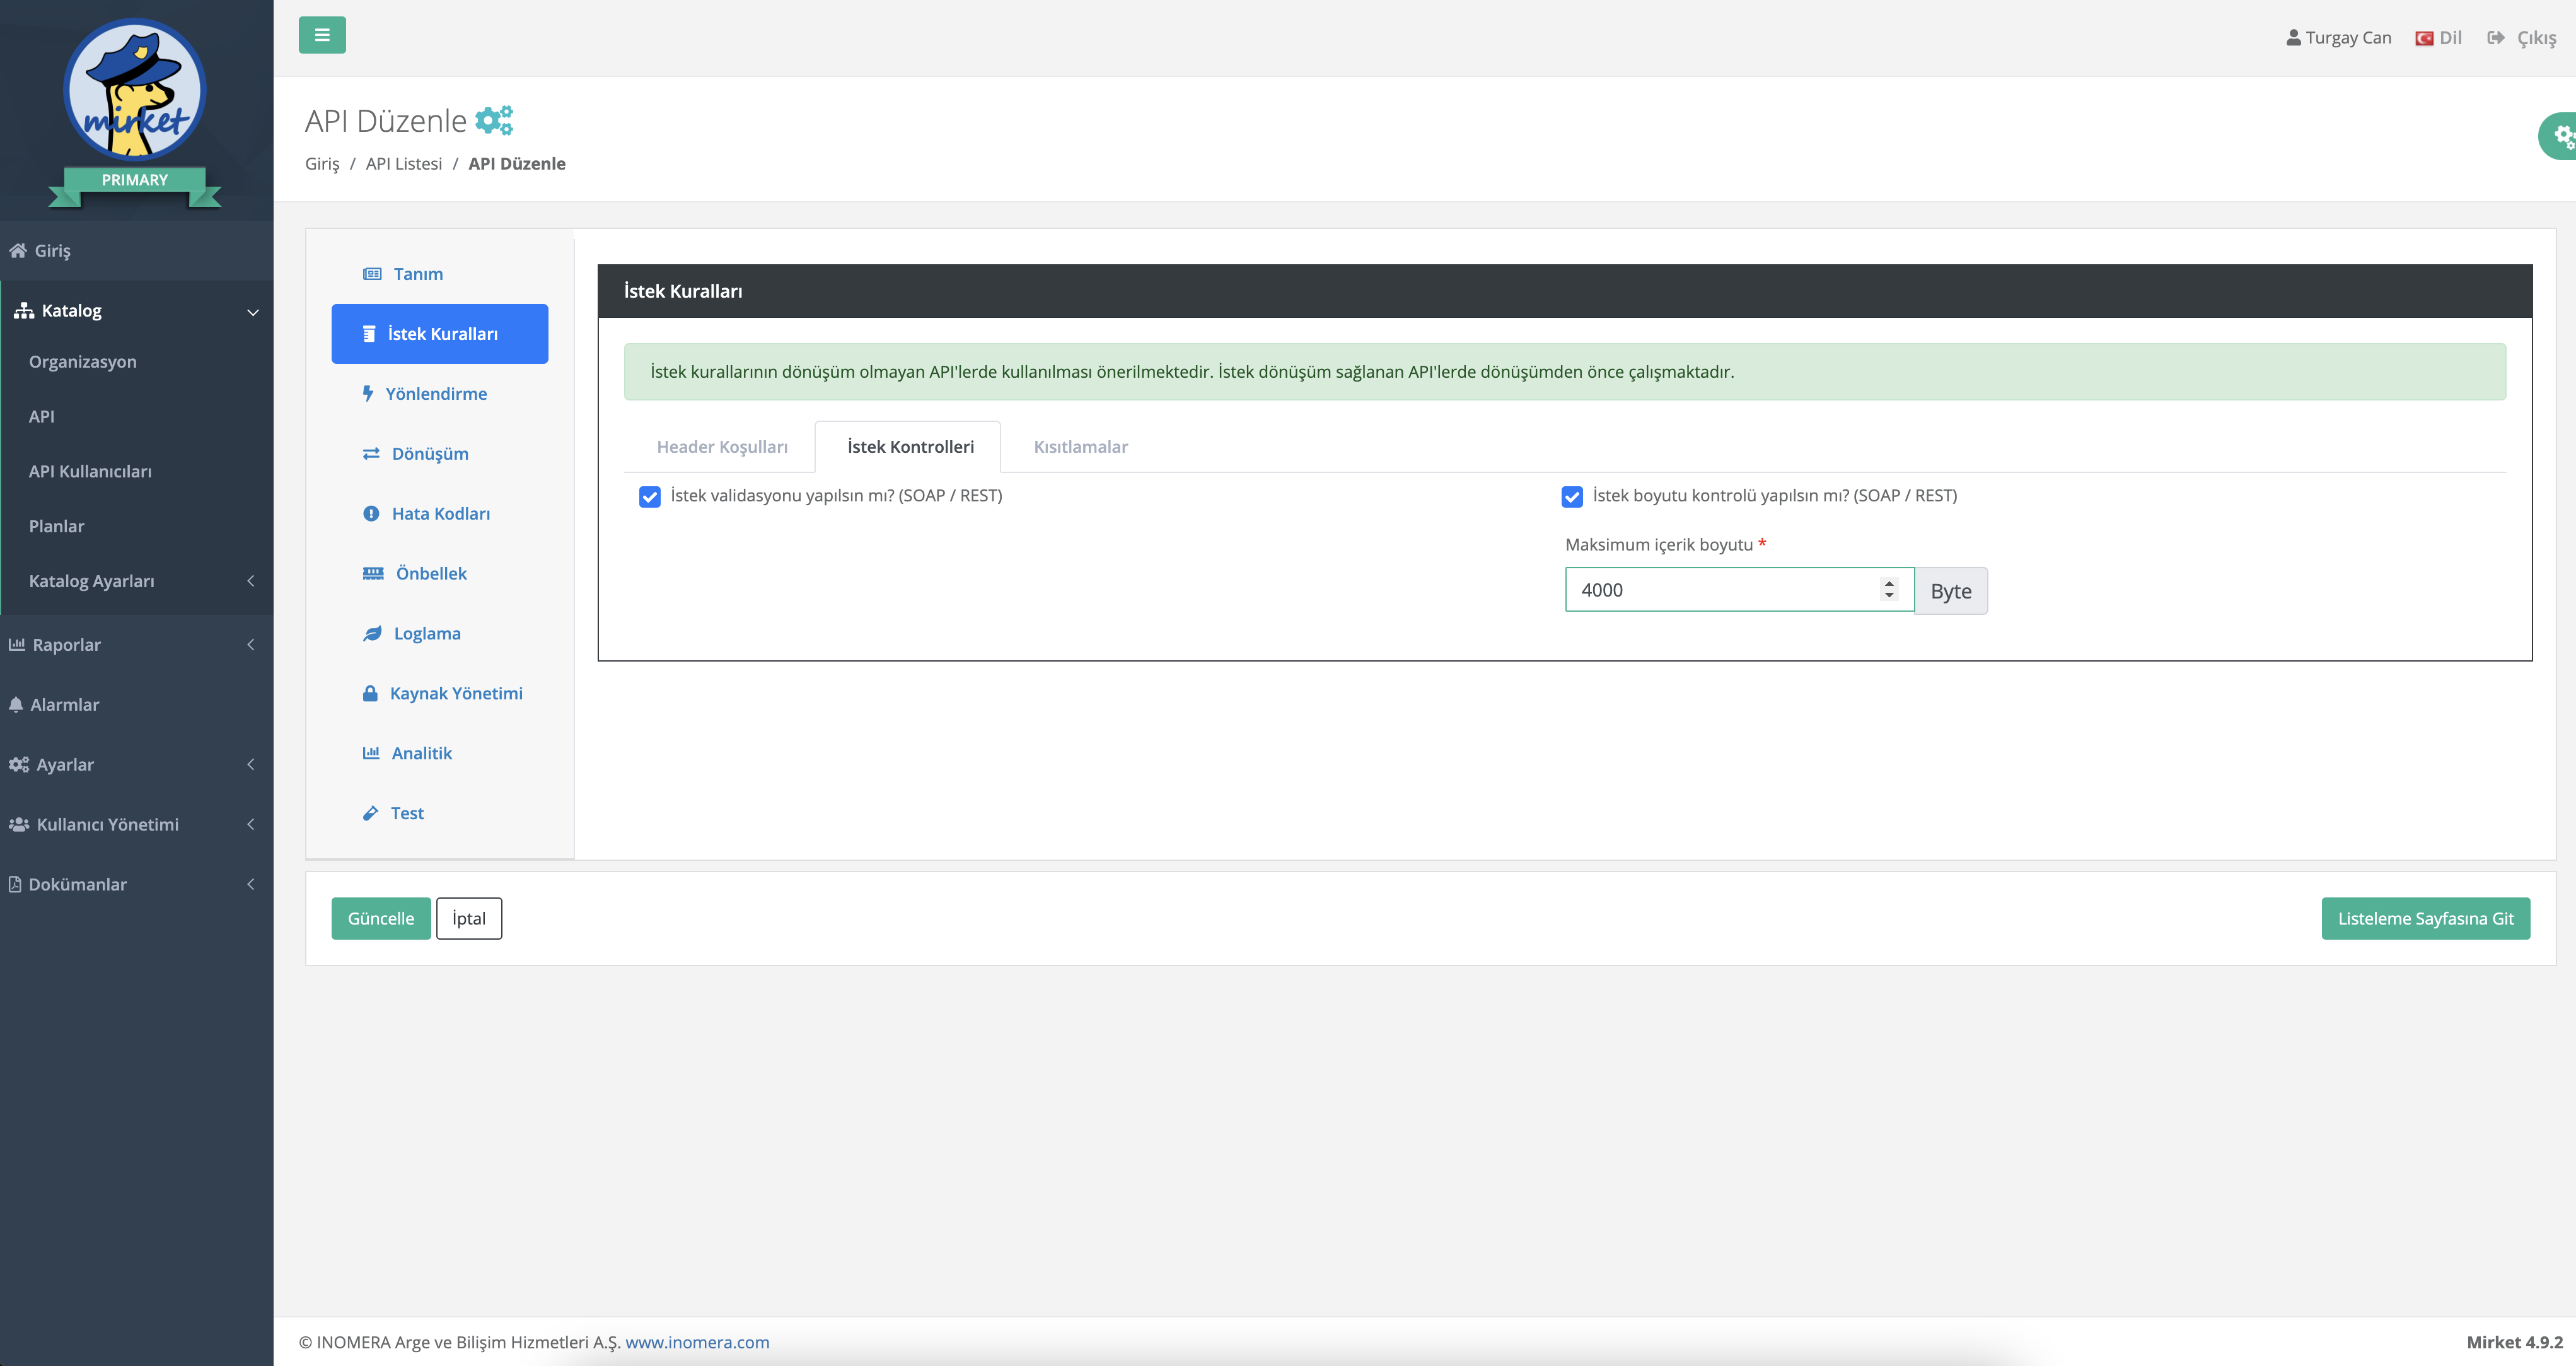 mirket
PRIMARY
Giriş
Katalog
Organizasyon
API
API Kullanıcıları
Planlar
Katalog Ayarları
Raporlar
Alarmlar
Ayarlar
Kullanıcı Yönetimi
Dokümanlar
Turgay Can
Dil
Çıkış
API Düzenle
Giriş / API Listesi / API Düzenle
Tanım
İstek Kuralları
Yönlendirme
Dönüşüm
Hata Kodları
Önbellek
Loglama
Kaynak Yönetimi
Analitik
Test
İstek Kuralları
İstek kurallarının dönüşüm olmayan API'lerde kullanılması önerilmektedir. İstek dönüşüm sağlanan API'lerde dönüşümden önce çalışmaktadır.
Header Koşulları İstek Kontrolleri Kısıtlamalar
İstek validasyonu yapılsın mı? (SOAP / REST)
İstek boyutu kontrolü yapılsın mı? (SOAP / REST)
Maksimum içerik boyutu *
4000 Byte
Güncelle İptal Listeleme Sayfasına Git
© INOMERA Arge ve Bilişim Hizmetleri A.Ş. www.inomera.com
Mirket 4.9.2